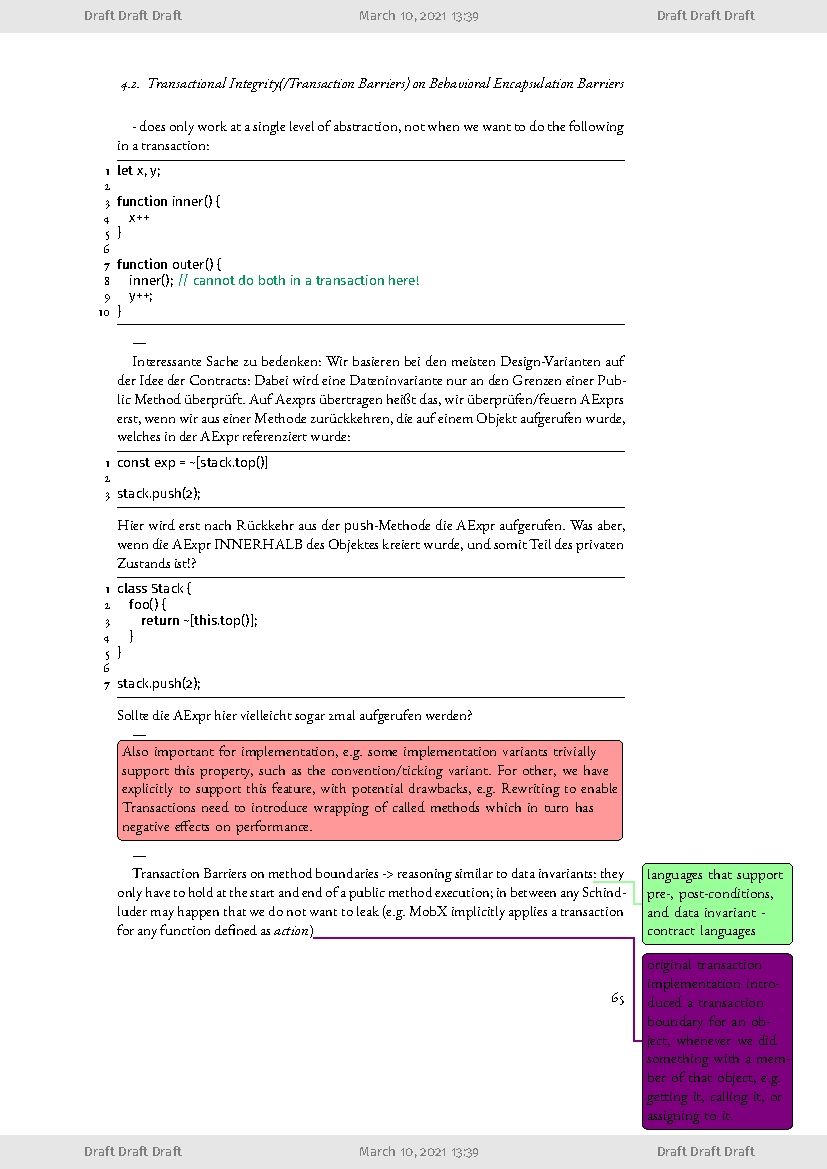 Draft Draft Draft March 10, 2021 13:39 Draft Draft Draft
4.2. Transactional Integrity(/Transaction Barriers) on Behavioral Encapsulation Barriers
- does only work at a single level of abstraction, not when we want to do the following
in a transaction:
1 let x, y;
2
3 function inner() {
4 x++
5 }
6
7 function outer() {
8 inner(); // cannot do both in a transaction here!
9 y++;
10 }
—
Interessante Sache zu bedenken: Wir basieren bei den meisten Design-Varianten auf
der Idee der Contracts: Dabei wird eine Dateninvariante nur an den Grenzen einer Pub-
lic Method überprüft. Auf Aexprs übertragen heißt das, wir überprüfen/feuern AExprs
erst, wenn wir aus einer Methode zurückkehren, die auf einem Objekt aufgerufen wurde,
welches in der AExpr referenziert wurde:
1 const exp = ~[stack.top()]
2
3 stack.push(2);
Hier wird erst nach Rückkehr aus der push-Methode die AExpr aufgerufen. Was aber,
wenn die AExpr INNERHALB des Objektes kreiert wurde, und somit Teil des privaten
Zustands ist!?
1 class Stack {
2 foo() {
3 return ~[this.top()];
4 }
5 }
6
7 stack.push(2);
Sollte die AExpr hier vielleicht sogar 2mal aufgerufen werden?
—
Also important for implementation, e.g. some implementation variants trivially
support this property, such as the convention/ticking variant. For other, we have
explicitly to support this feature, with potential drawbacks, e.g. Rewriting to enable
Transactions need to introduce wrapping of called methods which in turn has
negative effects on performance.
—
Transaction Barriers on method boundaries -> reasoning similar to data invariants: they
only have to hold at the start and end of a public method execution; in between any Schind-
luder may happen that we do not want to leak (e.g. MobX implicitly applies a transaction
for any function defined as action)
languages that support
pre-, post-conditions,
and data invariant -
contract languages
original transaction
implementation intro-
duced a transaction
boundary for an ob-
ject, whenever we did
something with a mem-
ber of that object, e.g.
getting it, calling it, or
assigning to it.
65
Draft Draft Draft March 10, 2021 13:39 Draft Draft Draft